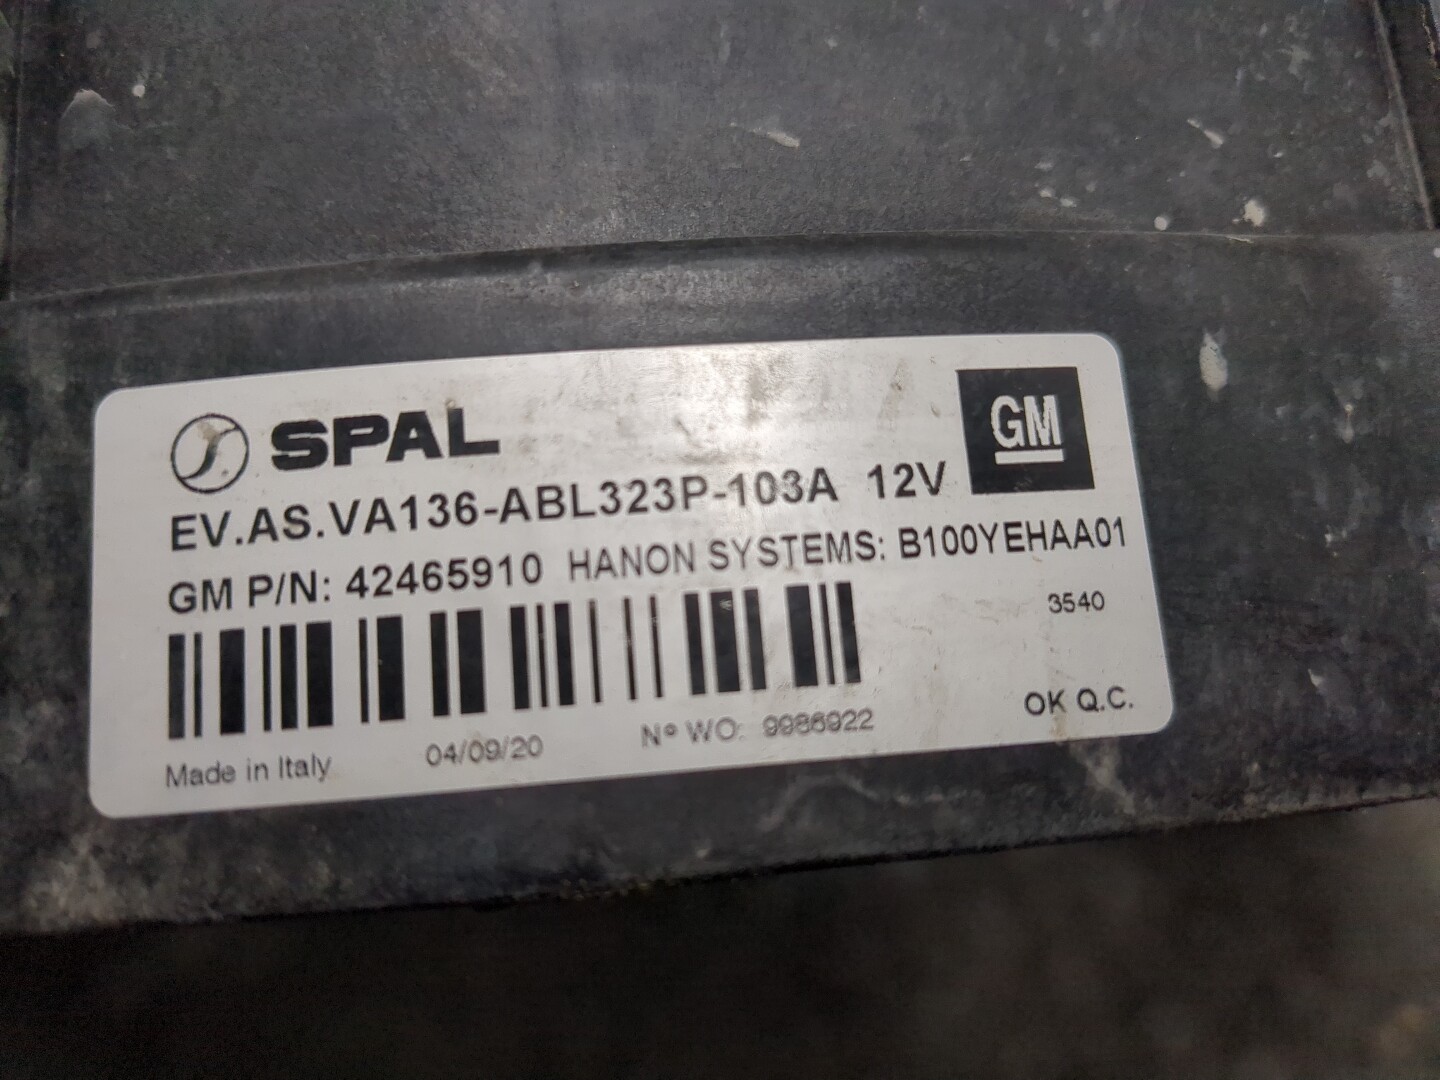 SPAL
GM
EV.AS.VA136-ABL323P-103A 12V
GM P/N: 42465910 HANON SYSTEMS: B100YEHAA01
3540
OK Q.C.
Made in Italy 04/09/20 Nº WO: 9986922